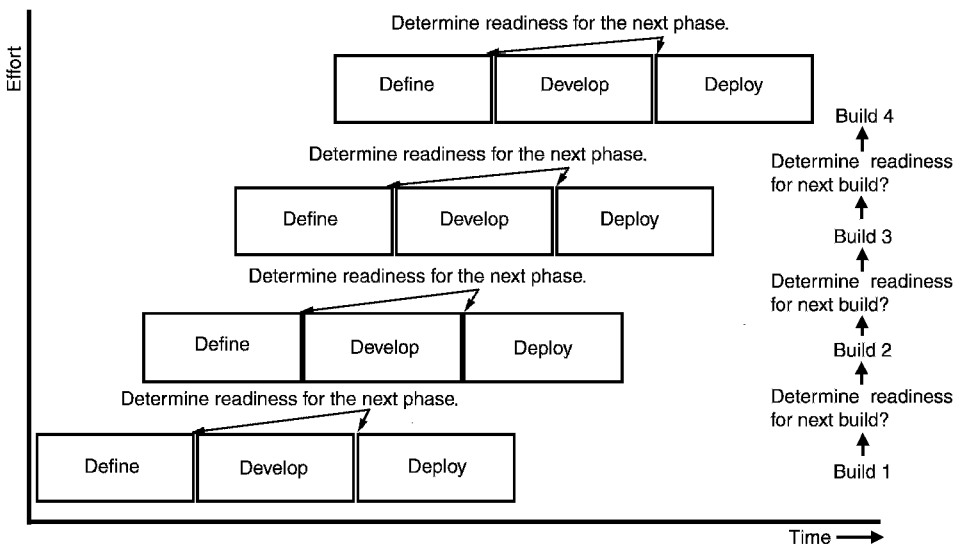 Effort
Determine readiness for the next phase.
Define Develop Deploy
Build 4
Determine readiness
for next build?
Determine readiness for the next phase.
Define Develop Deploy
Build 3
Determine readiness for the next phase.
Determine readiness
for next build?
Define Develop Deploy
Build 2
Determine readiness for the next phase.
Determine readiness
for next build?
Define Develop Deploy
Build 1
Time